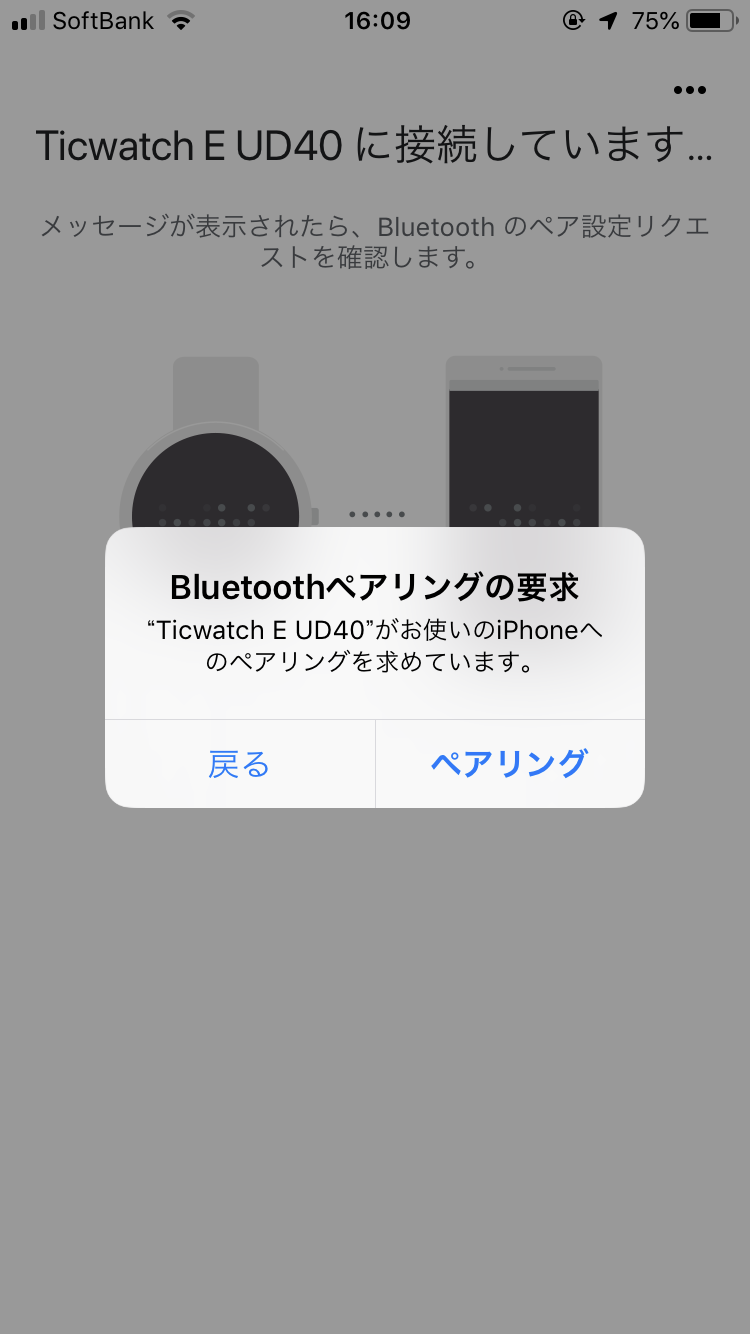 SoftBank 16:09 75%
Ticwatch E UD40 に接続しています...
メッセージが表示されたら、Bluetooth のペア設定リクエ
ストを確認します。
Bluetoothペアリングの要求
“Ticwatch E UD40”がお使いのiPhoneへ
のペアリングを求めています。
戻る ペアリング